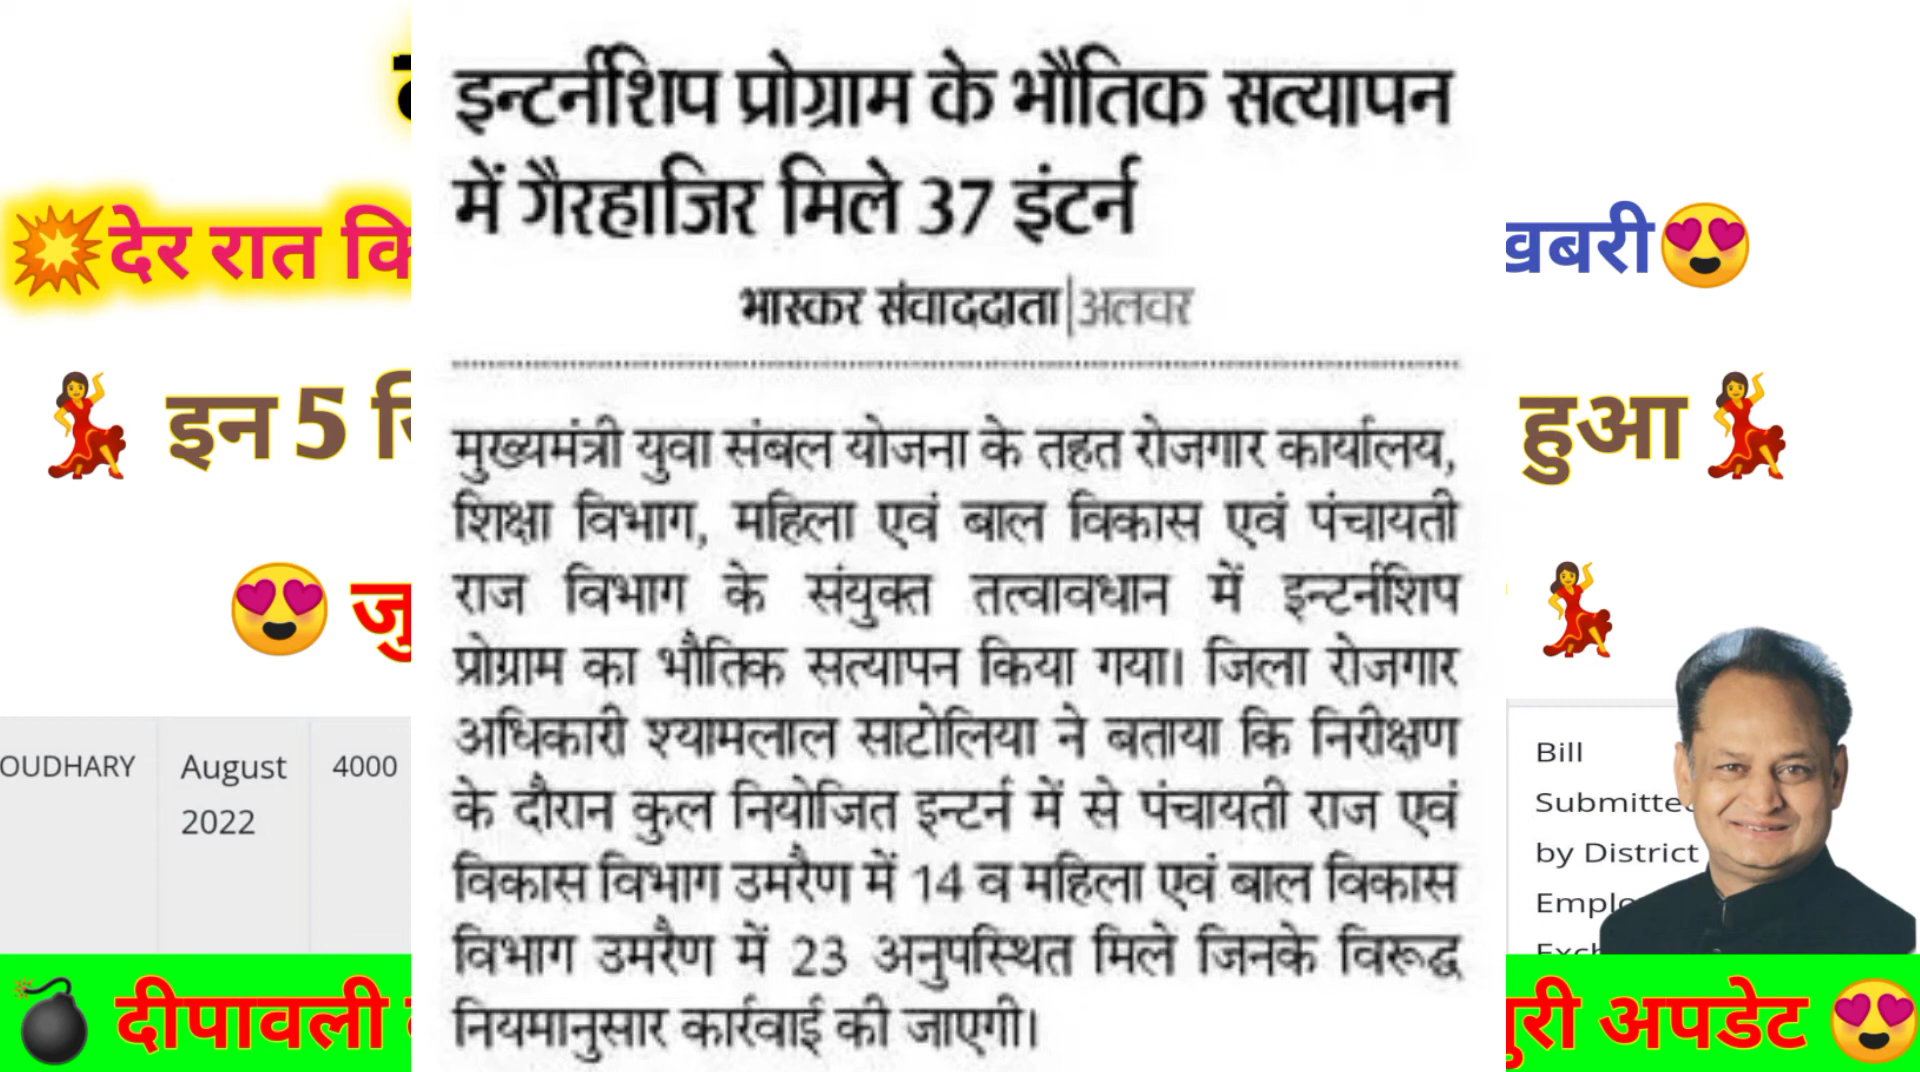 इन्टर्नशिप प्रोग्राम के भौतिक सत्यापन
में गैरहाजिर मिले 37 इंटर्न
भास्कर संवाददाता|अलवर
मुख्यमंत्री युवा संबल योजना के तहत रोजगार कार्यालय,
शिक्षा विभाग, महिला एवं बाल विकास एवं पंचायती
राज विभाग के संयुक्त तत्वावधान में इन्टर्नशिप
प्रोग्राम का भौतिक सत्यापन किया गया। जिला रोजगार
अधिकारी श्यामलाल साटोलिया ने बताया कि निरीक्षण
के दौरान कुल नियोजित इन्टर्न में से पंचायती राज एवं
विकास विभाग उमरैण में 14 व महिला एवं बाल विकास
विभाग उमरैण में 23 अनुपस्थित मिले जिनके विरूद्ध
नियमानुसार कार्रवाई की जाएगी।
देर रात
इन 5
हुआ
OUDHARY
August
2022
4000
Bill
by District
दीपावली
अपडेट